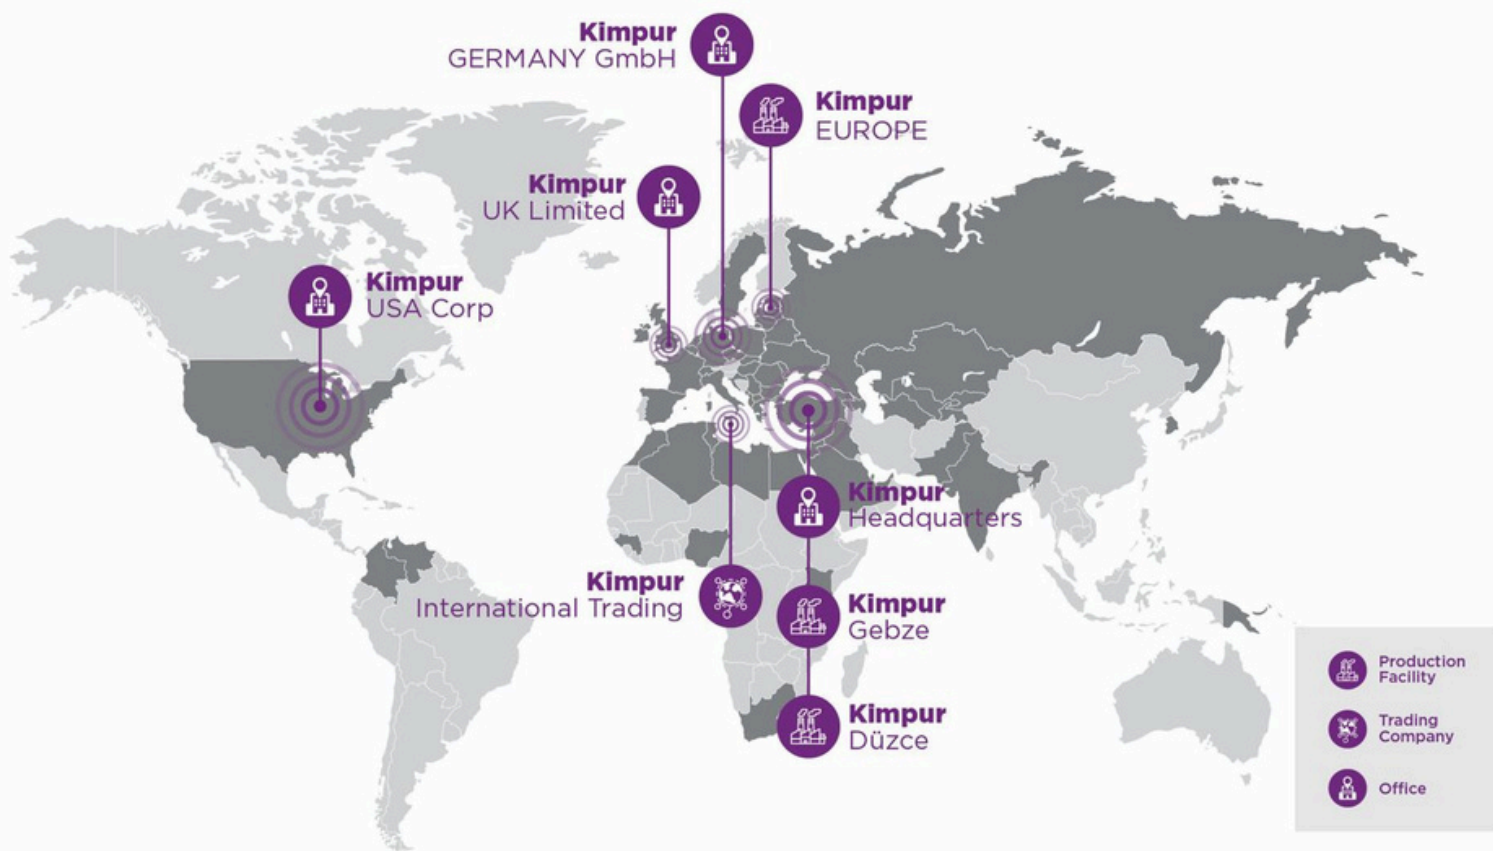 Kimpur
GERMANY GmbH
Kimpur
EUROPE
Kimpur
UK Limited
Kimpur
USA Corp
Kimpur
Headquarters
Kimpur
International Trading
Kimpur
Gebze
Kimpur
Düzce
Production
Facility
Trading
Company
Office